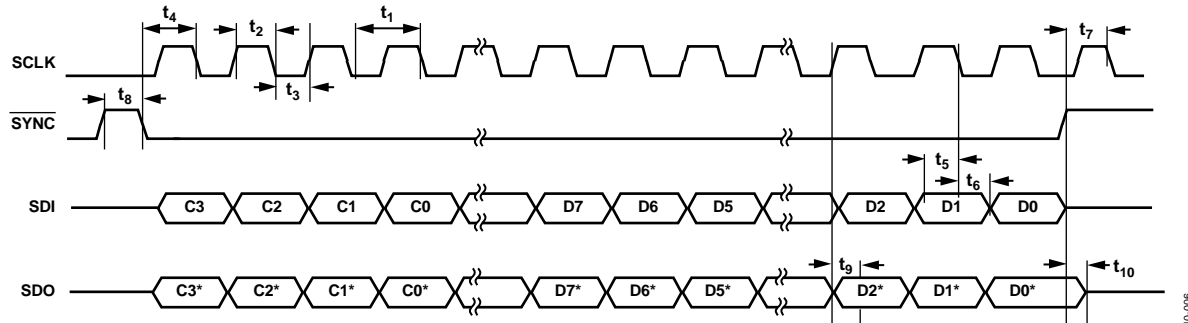 t4 t2 t1 t7
SCLK
t3
t8
SYNC
t5
t6
SDI C3 C2 C1 C0 D7 D6 D5 D2 D1 D0
t9
t10
SDO C3* C2* C1* C0* D7* D6* D5* D2* D1* D0*